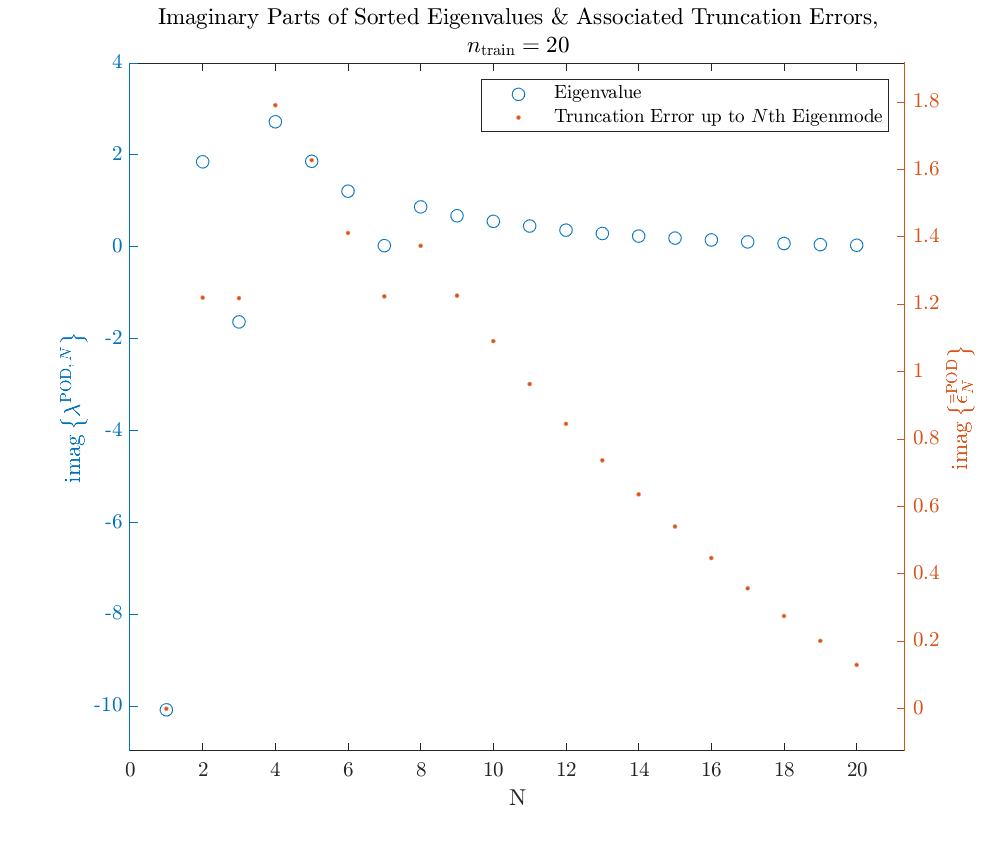 Imaginary Parts of Sorted Eigenvalues & Associated Truncation Errors,
n_train = 20
Eigenvalue
Truncation Error up to Nth Eigenmode
4
2
0
-2
-4
-6
-8
-10
imag {λ^POD,N}
1.8
1.6
1.4
1.2
1
0.8
0.6
0.4
0.2
0
imag {ϵ̿_N^POD}
0 2 4 6 8 10 12 14 16 18 20
N